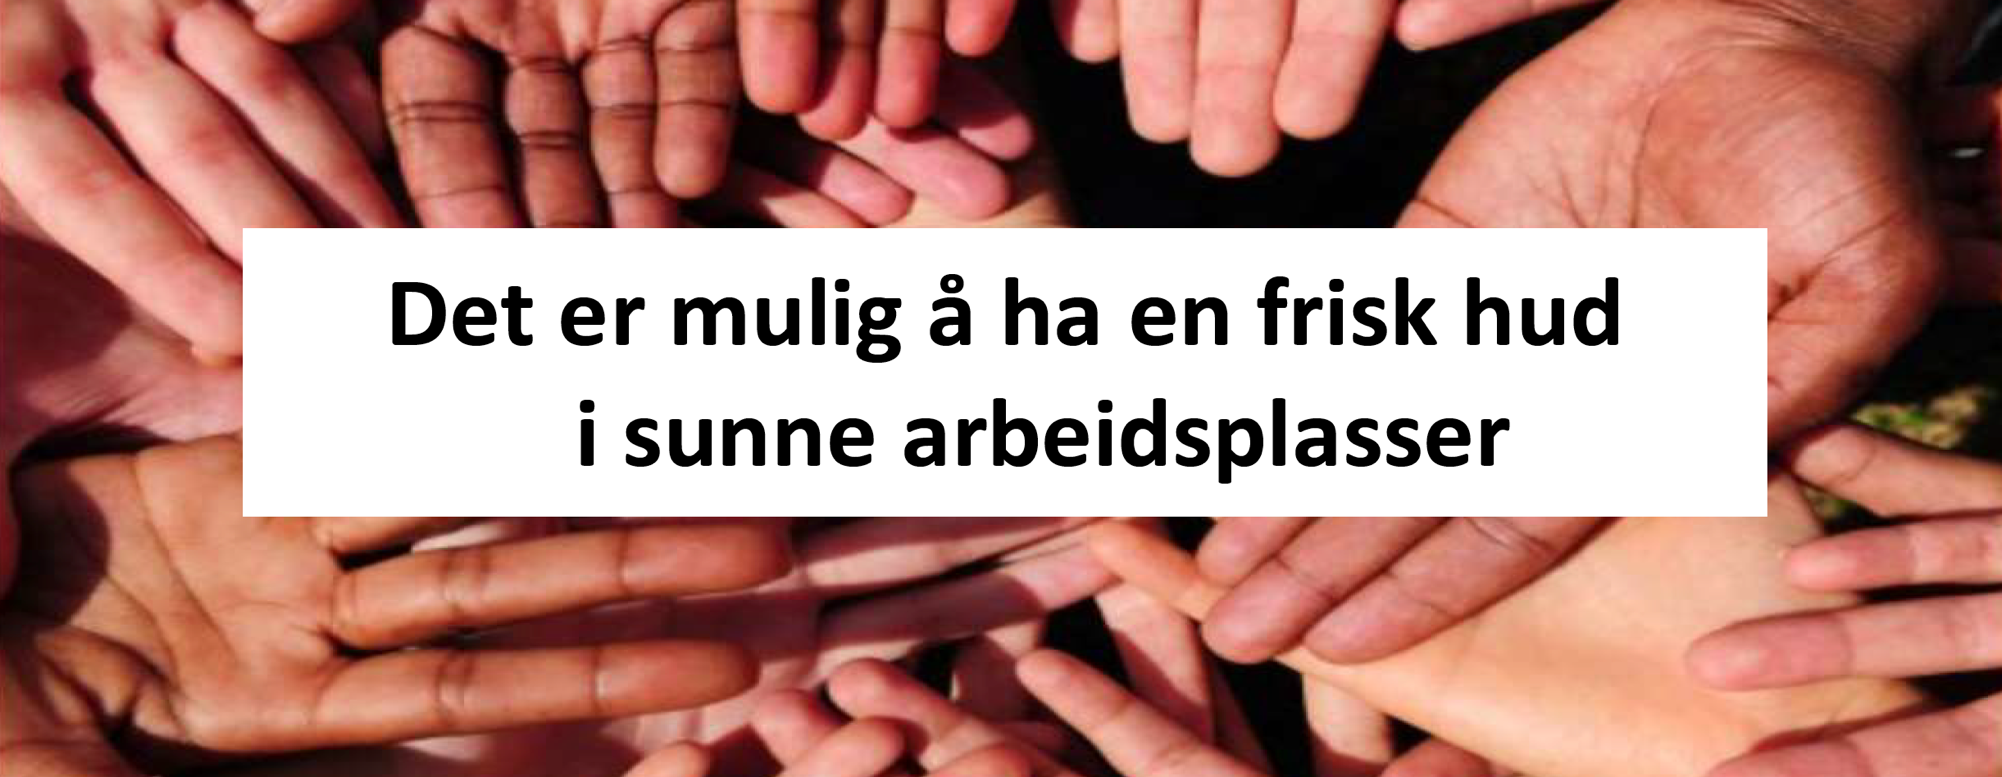 Det er mulig å ha en frisk hud
i sunne arbeidsplasser